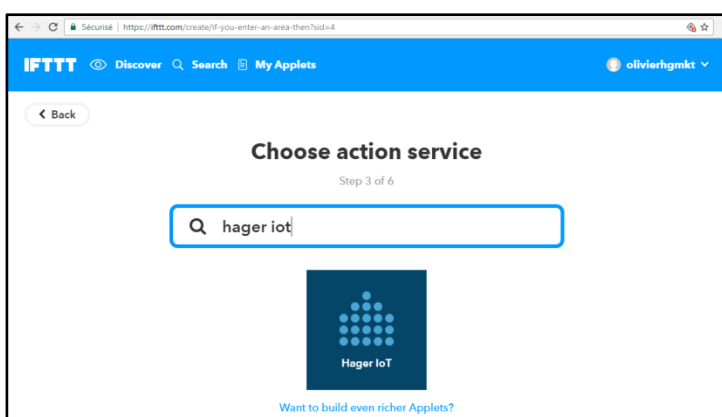 Sécurisé | https://ifttt.com/create/if-you-enter-an-area-then?sid=4
IFTTT Discover Search My Applets olivierhgmkt
Back
Choose action service
Step 3 of 6
hager iot
Hager IoT
Want to build even richer Applets?